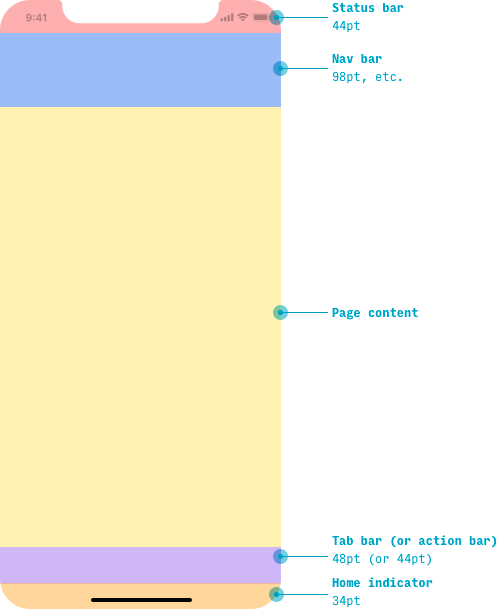 9:41
Status bar
44pt
Nav bar
98pt, etc.
Page content
Tab bar (or action bar)
48pt (or 44pt)
Home indicator
34pt